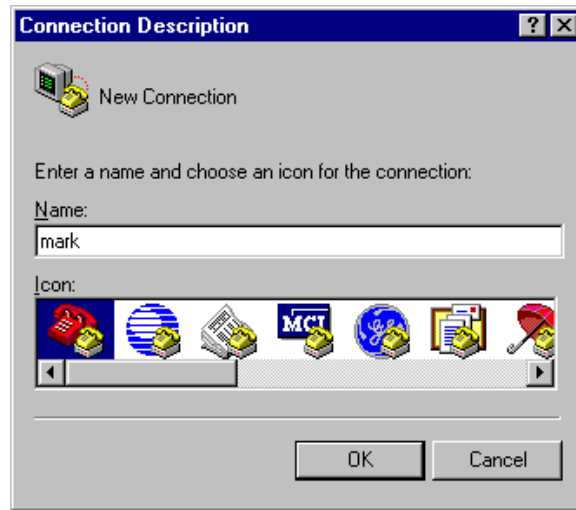 Connection Description
New Connection
Enter a name and choose an icon for the connection:
Name:
mark
Icon:
MCI
OK
Cancel